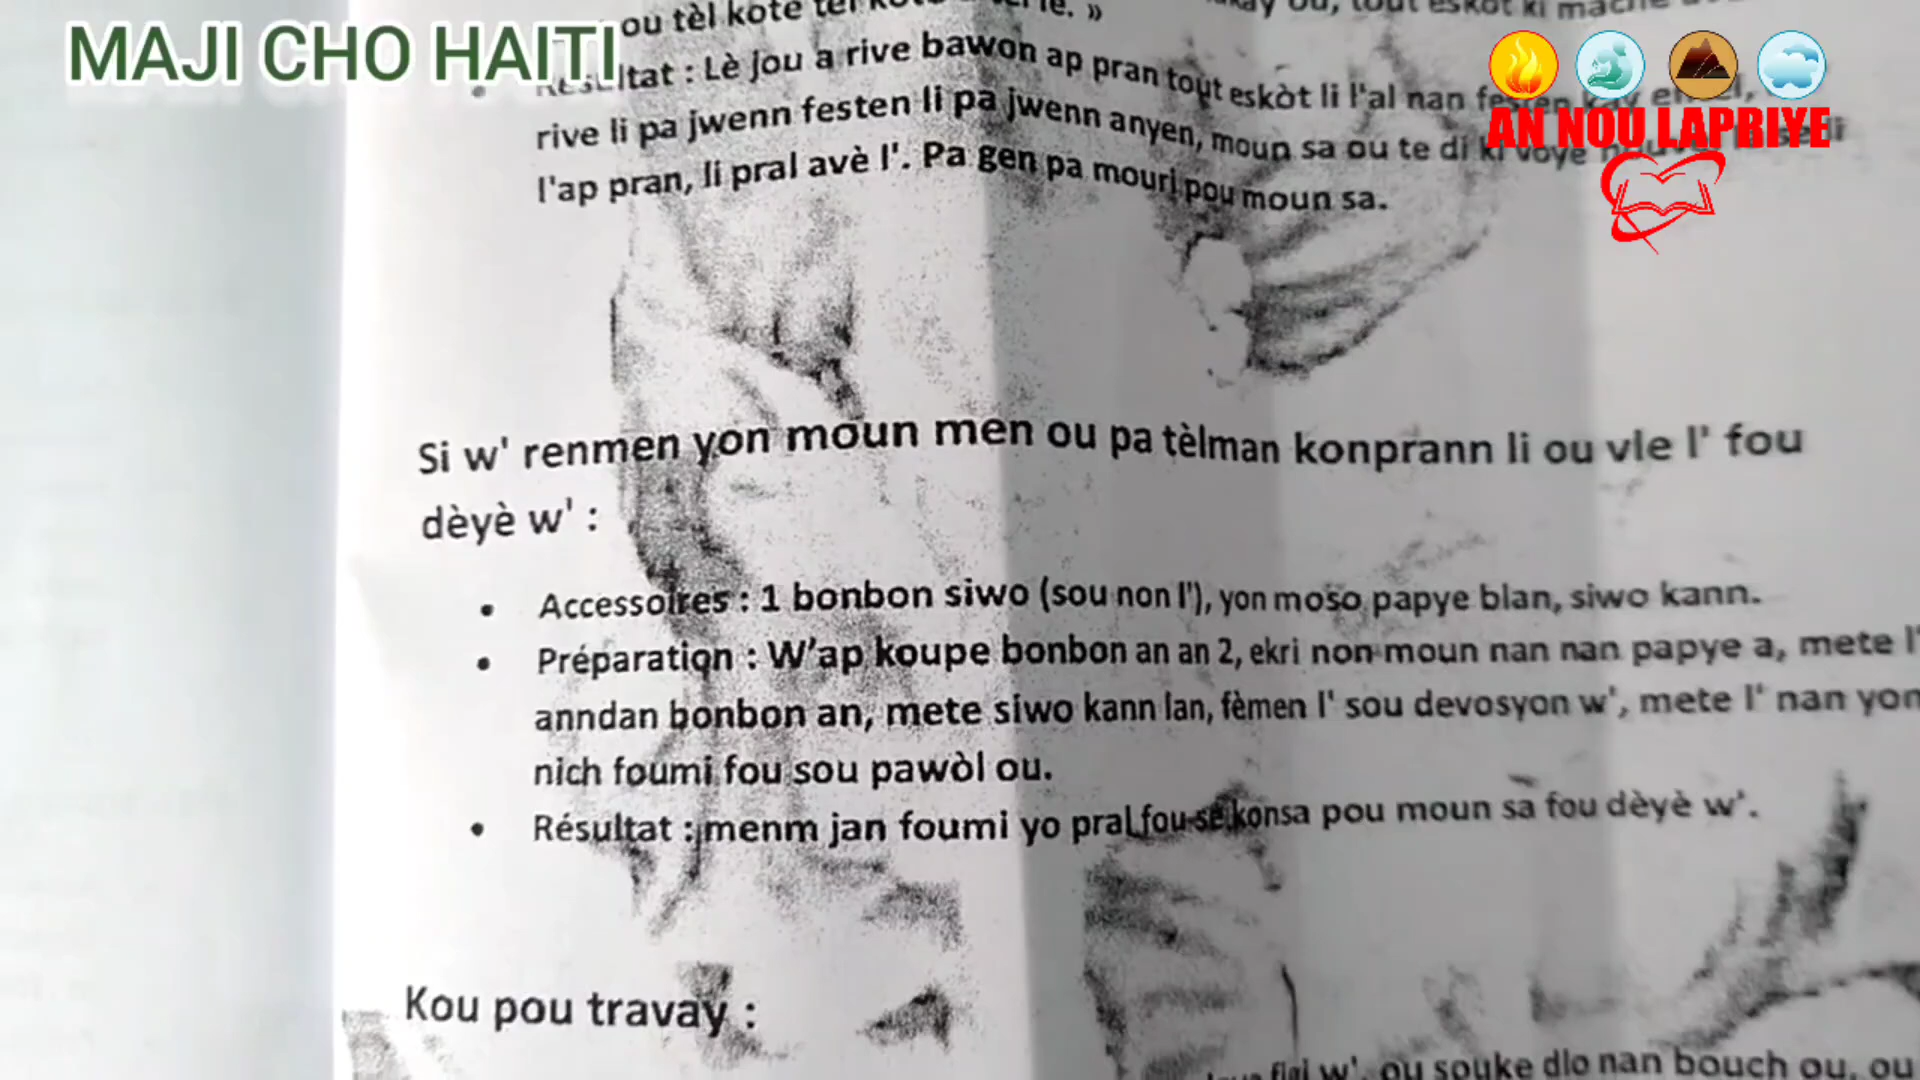 MAJI CHO HAITI
AN NOU LAPRIYE
ou tèl kote
Résultat : Lè jou a rive bawon ap pran tout eskòt li l'al nan festen
rive li pa jwenn festen li pa jwenn anyen, moun sa ou te di ki voye
l'ap pran, li pral avè l'. Pa gen pa mouri pou moun sa.
Si w' renmen yon moun men ou pa tèlman konprann li ou vle l' fou
dèyè w' :
• Accessoires : 1 bonbon siwo (sou non l'), yon moso papye blan, siwo kann.
• Préparation : W'ap koupe bonbon an an 2, ekri non moun nan nan papye a, mete l'
anndan bonbon an, mete siwo kann lan, fèmen l' sou devosyon w', mete l' nan yon
nich foumi fou sou pawòl ou.
• Résultat : menm jan foumi yo pral fou se konsa pou moun sa fou dèyè w'.
Kou pou travay :
w', ou souke dlo nan bouch ou, ou